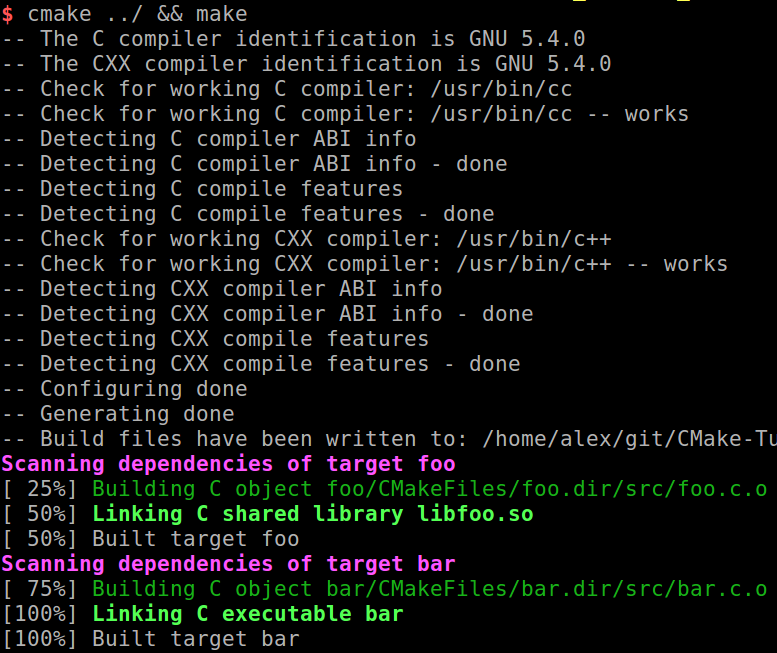 $ cmake ../ && make
-- The C compiler identification is GNU 5.4.0
-- The CXX compiler identification is GNU 5.4.0
-- Check for working C compiler: /usr/bin/cc
-- Check for working C compiler: /usr/bin/cc -- works
-- Detecting C compiler ABI info
-- Detecting C compiler ABI info - done
-- Detecting C compile features
-- Detecting C compile features - done
-- Check for working CXX compiler: /usr/bin/c++
-- Check for working CXX compiler: /usr/bin/c++ -- works
-- Detecting CXX compiler ABI info
-- Detecting CXX compiler ABI info - done
-- Detecting CXX compile features
-- Detecting CXX compile features - done
-- Configuring done
-- Generating done
-- Build files have been written to: /home/alex/git/CMake-Tu
Scanning dependencies of target foo
[ 25%] Building C object foo/CMakeFiles/foo.dir/src/foo.c.o
[ 50%] Linking C shared library libfoo.so
[ 50%] Built target foo
Scanning dependencies of target bar
[ 75%] Building C object bar/CMakeFiles/bar.dir/src/bar.c.o
[100%] Linking C executable bar
[100%] Built target bar